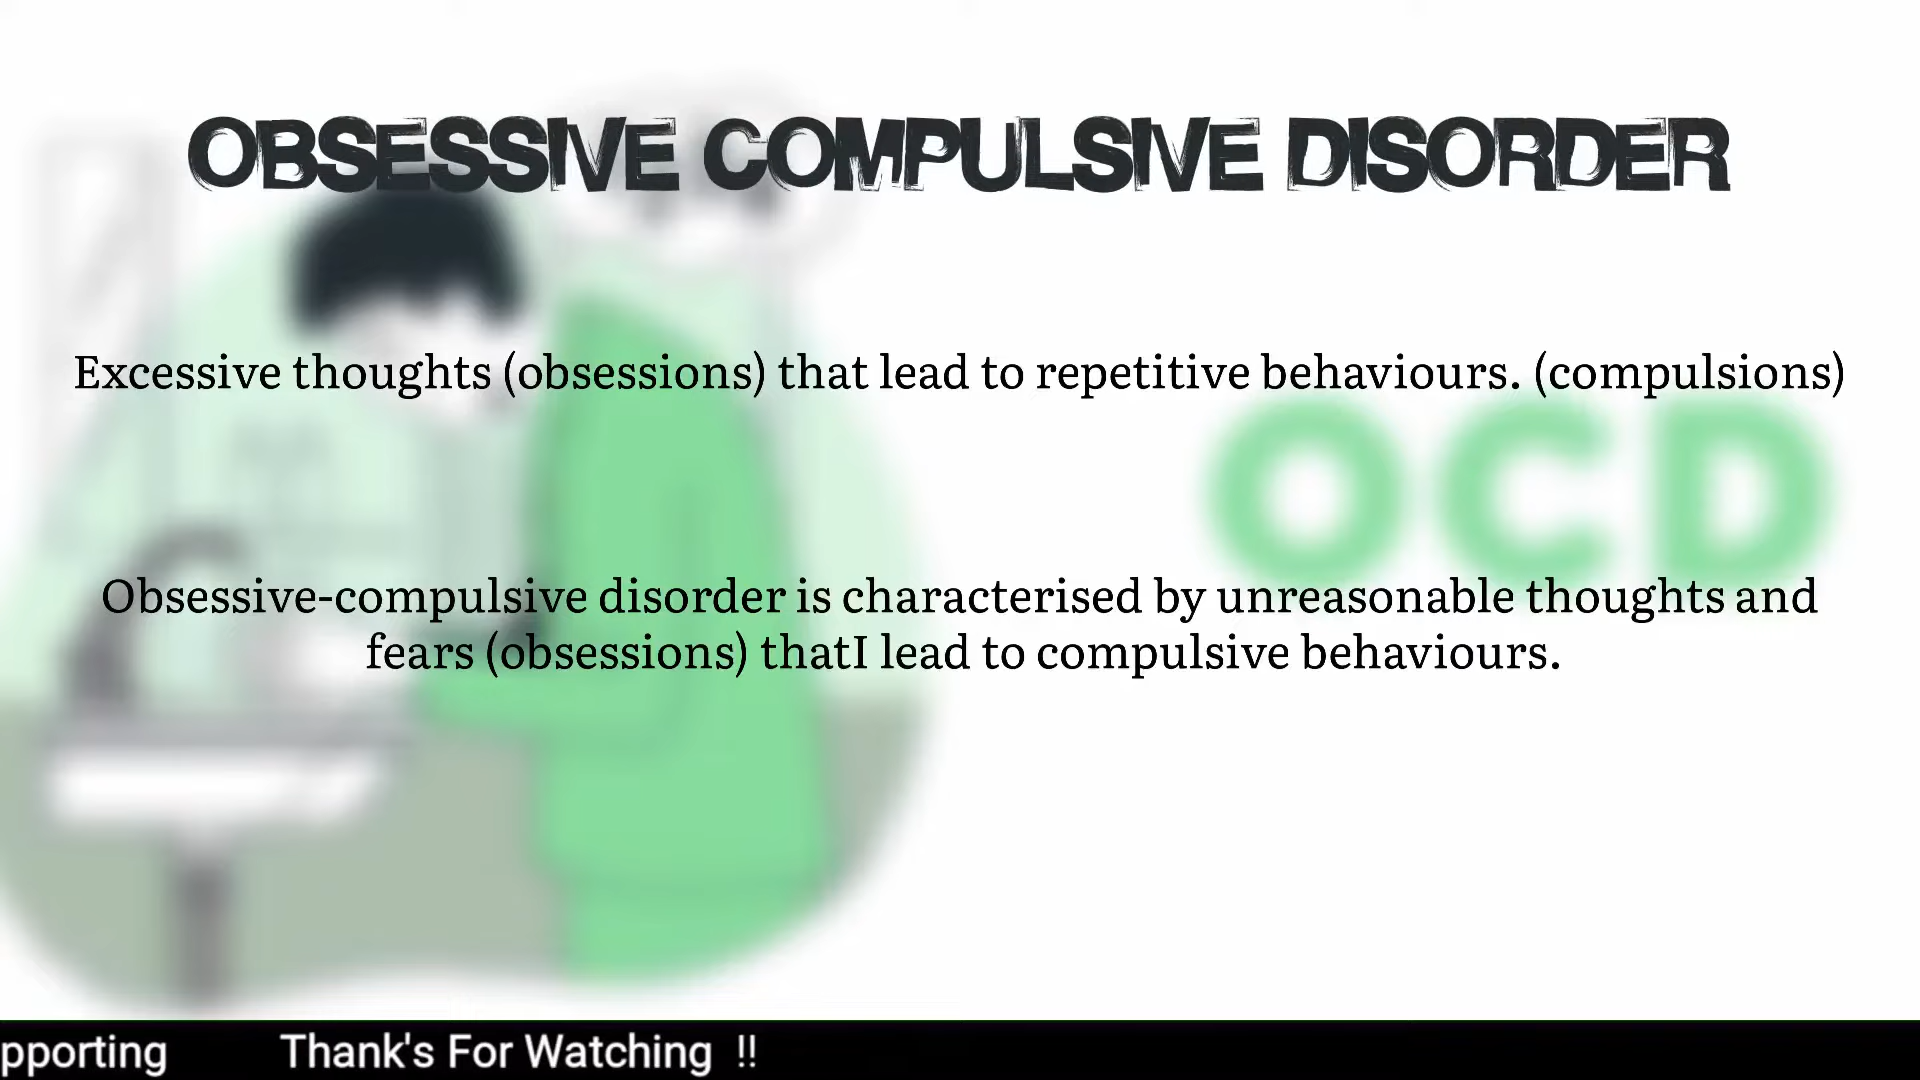 OBSESSIVE COMPULSIVE DISORDER
Excessive thoughts (obsessions) that lead to repetitive behaviours. (compulsions)
OCD
Obsessive-compulsive disorder is characterised by unreasonable thoughts and
fears (obsessions) thatI lead to compulsive behaviours.
pporting Thank's For Watching !!